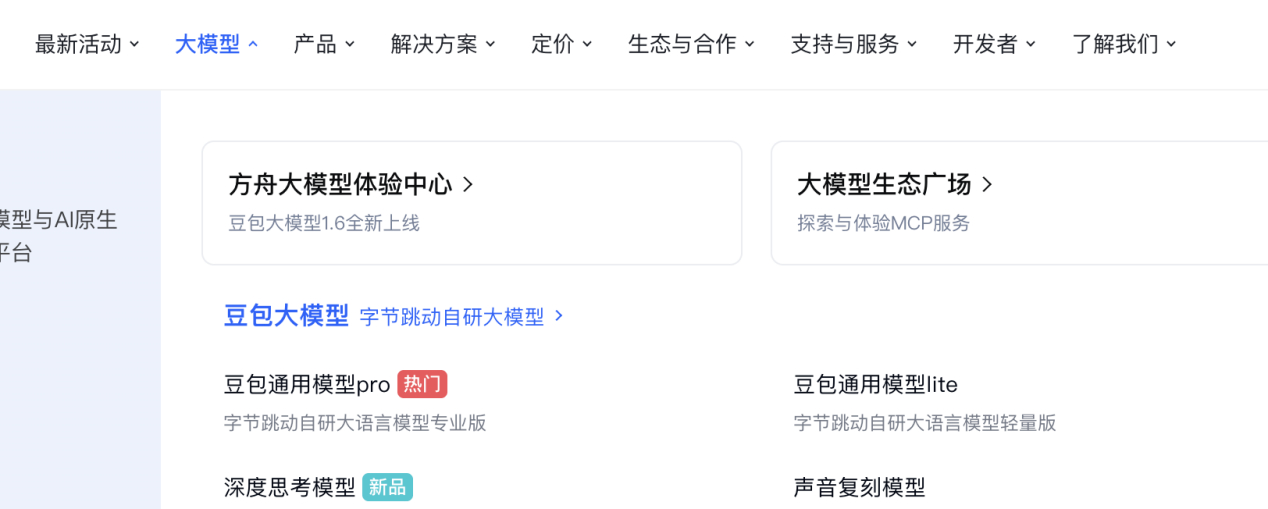 最新活动 大模型 产品 解决方案 定价 生态与合作 支持与服务 开发者 了解我们
模型与AI原生
平台
方舟大模型体验中心
豆包大模型1.6全新上线
大模型生态广场
探索与体验MCP服务
豆包大模型 字节跳动自研大模型
豆包通用模型pro 热门
字节跳动自研大语言模型专业版
豆包通用模型lite
字节跳动自研大语言模型轻量版
深度思考模型 新品
声音复刻模型